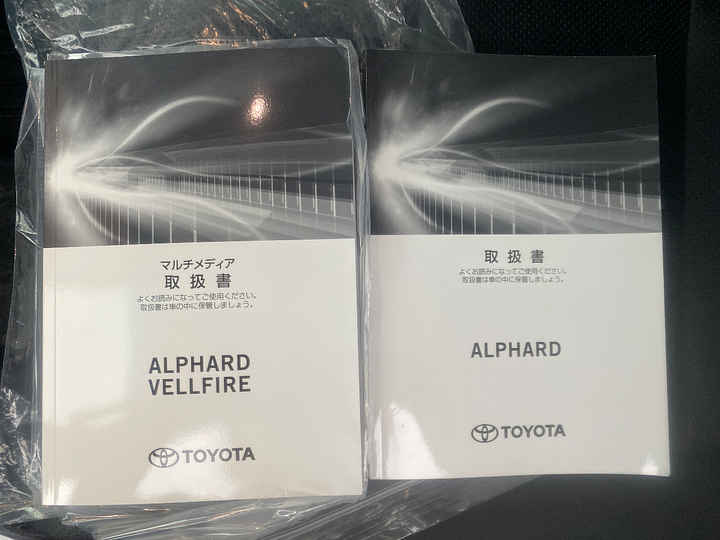 マルチメディア
取扱書
よくお読みになってご使用ください。
取扱書は車の中に保管しましょう。
ALPHARD
VELLFIRE
TOYOTA
取扱書
よくお読みになってご使用ください。
取扱書は車の中に保管しましょう。
ALPHARD
TOYOTA